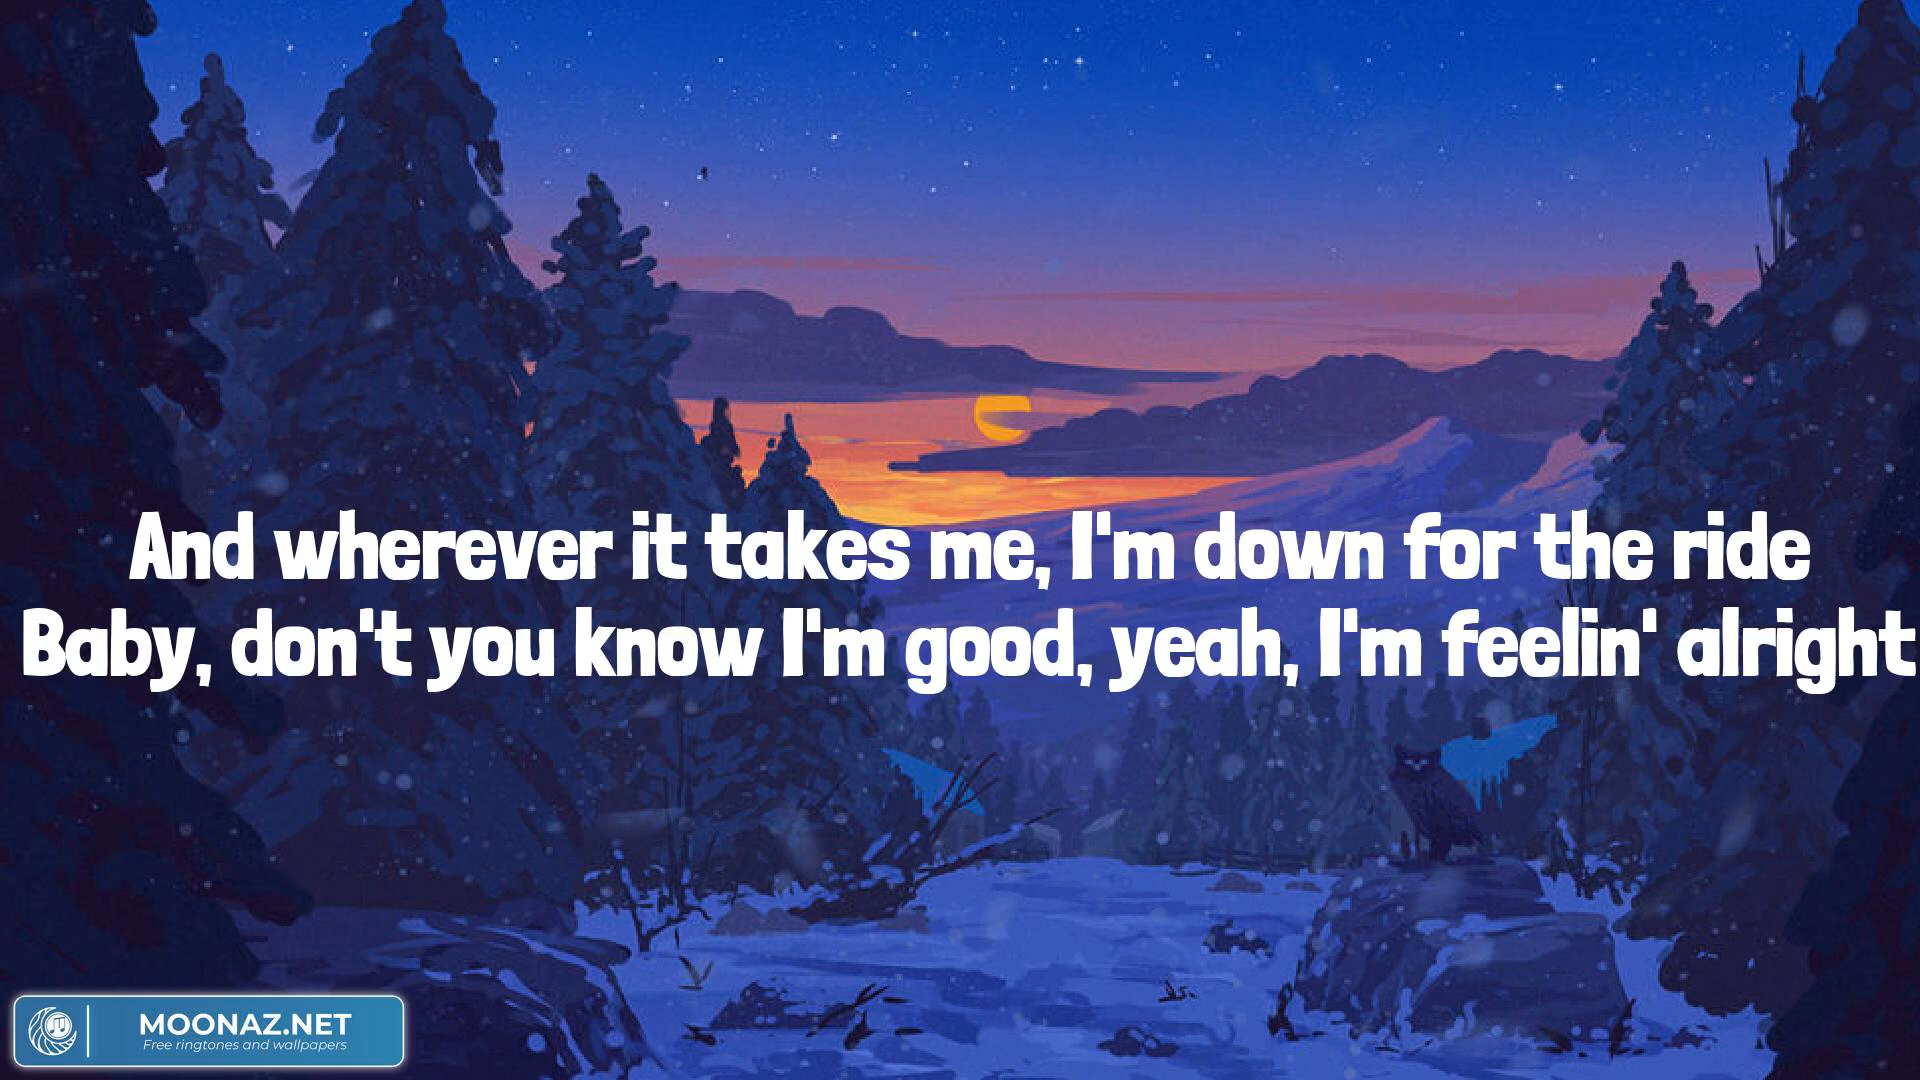 And wherever it takes me, I'm down for the ride
Baby, don't you know I'm good, yeah, I'm feelin' alright
MOONAZ.NET
Free ringtones and wallpapers